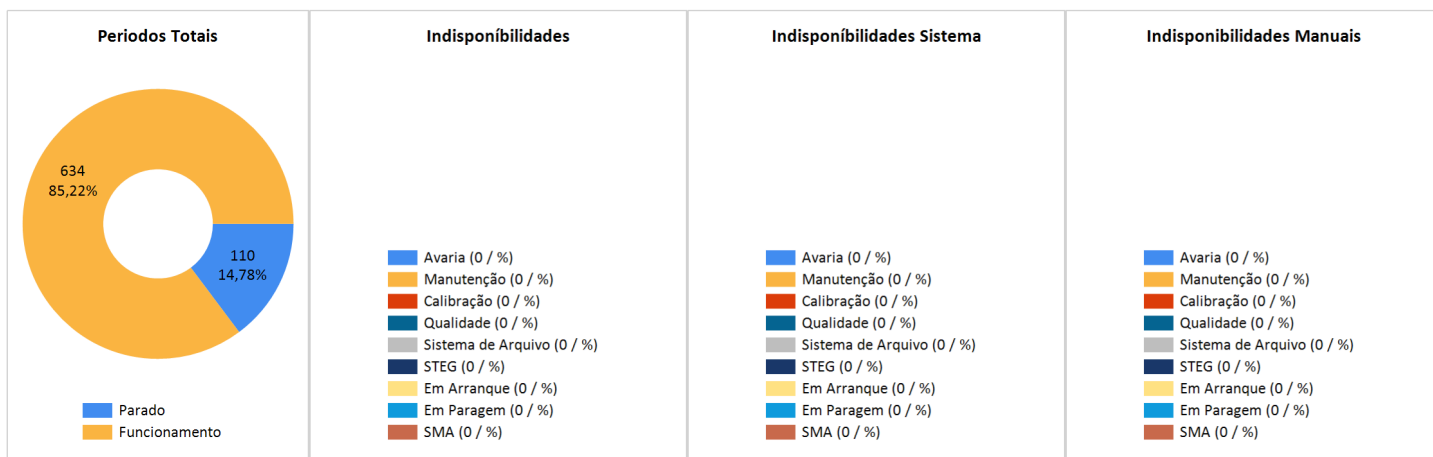 Periodos Totais
634
85,22%
110
14,78%
Parado
Funcionamento
Indisponíbilidades
Avaria (0 / %)
Manutenção (0 / %)
Calibração (0 / %)
Qualidade (0 / %)
Sistema de Arquivo (0 / %)
STEG (0 / %)
Em Arranque (0 / %)
Em Paragem (0 / %)
SMA (0 / %)
Indisponíbilidades Sistema
Avaria (0 / %)
Manutenção (0 / %)
Calibração (0 / %)
Qualidade (0 / %)
Sistema de Arquivo (0 / %)
STEG (0 / %)
Em Arranque (0 / %)
Em Paragem (0 / %)
SMA (0 / %)
Indisponibilidades Manuais
Avaria (0 / %)
Manutenção (0 / %)
Calibração (0 / %)
Qualidade (0 / %)
Sistema de Arquivo (0 / %)
STEG (0 / %)
Em Arranque (0 / %)
Em Paragem (0 / %)
SMA (0 / %)